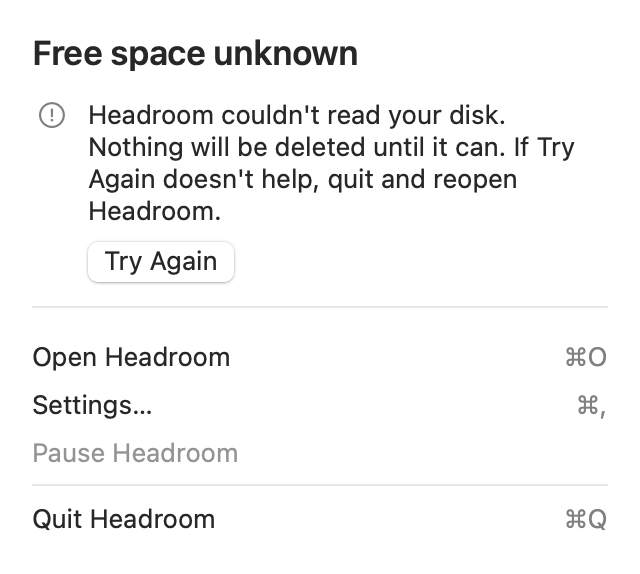 Free space unknown
Headroom couldn't read your disk.
Nothing will be deleted until it can. If Try
Again doesn't help, quit and reopen
Headroom.
Try Again
Open Headroom ⌘O
Settings... ⌘,
Pause Headroom
Quit Headroom ⌘Q